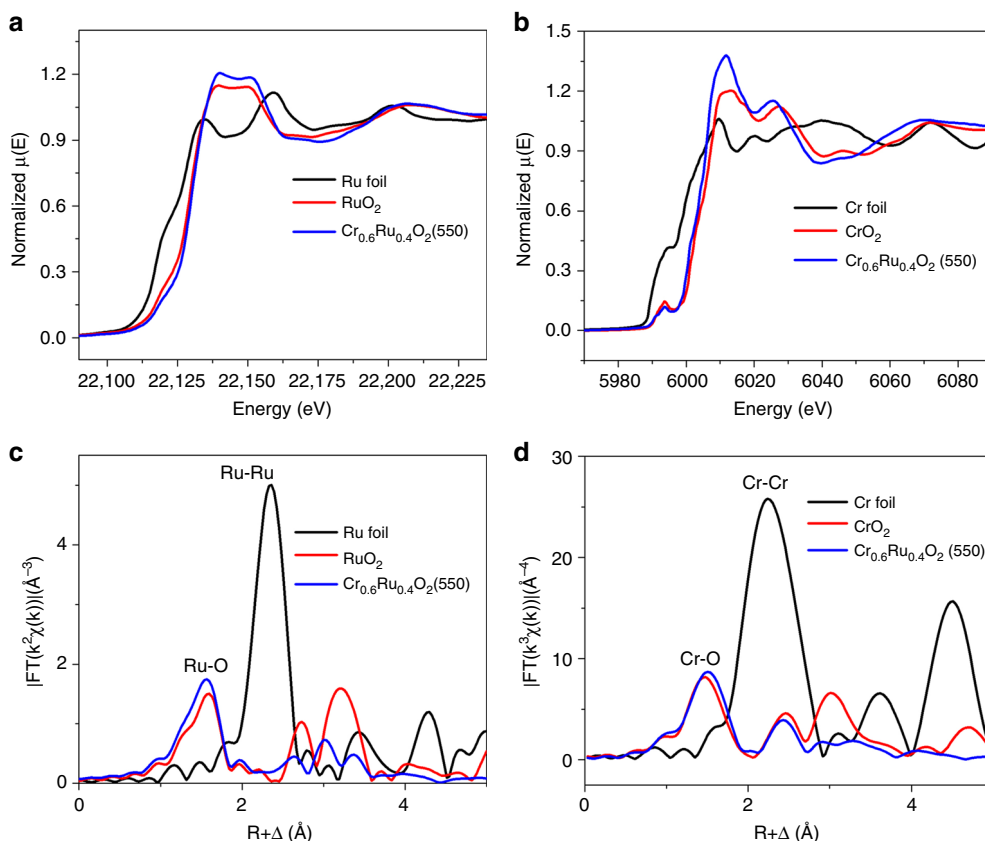 a
Normalized μ(E)
1.2
0.9
0.6
0.3
0.0
Ru foil
RuO2
Cr0.6Ru0.4O2(550)
22,100 22,125 22,150 22,175 22,200 22,225
Energy (eV)
b
Normalized μ(E)
1.5
1.2
0.9
0.6
0.3
0.0
Cr foil
CrO2
Cr0.6Ru0.4O2 (550)
5980 6000 6020 6040 6060 6080
Energy (eV)
c
|FT(k2χ(k))|(Å–3)
4
2
0
Ru-Ru
Ru-O
Ru foil
RuO2
Cr0.6Ru0.4O2(550)
0 2 4
R+Δ (Å)
d
|FT(k3χ(k))|(Å–4)
30
20
10
0
Cr-Cr
Cr-O
Cr foil
CrO2
Cr0.6Ru0.4O2 (550)
0 2 4
R+Δ (Å)